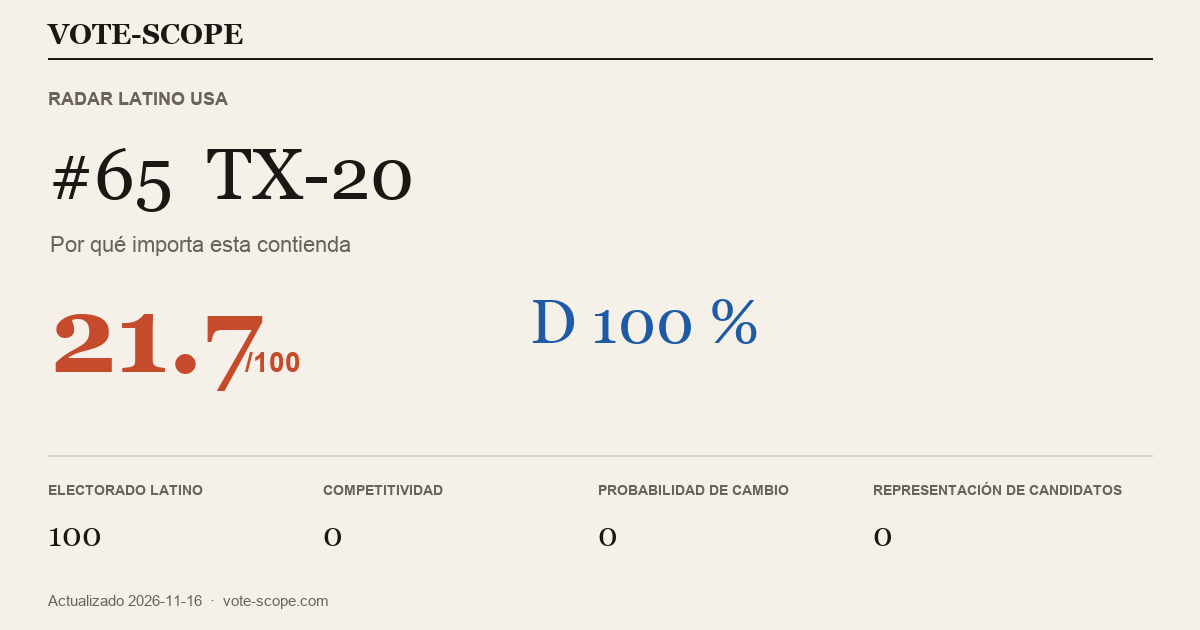 VOTE-SCOPE
RADAR LATINO USA
#65 TX-20
Por qué importa esta contienda
21.7/100
D 100 %
ELECTORADO LATINO
COMPETITIVIDAD
PROBABILIDAD DE CAMBIO
REPRESENTACIÓN DE CANDIDATOS
100
0
0
0
Actualizado 2026-11-16 · vote-scope.com